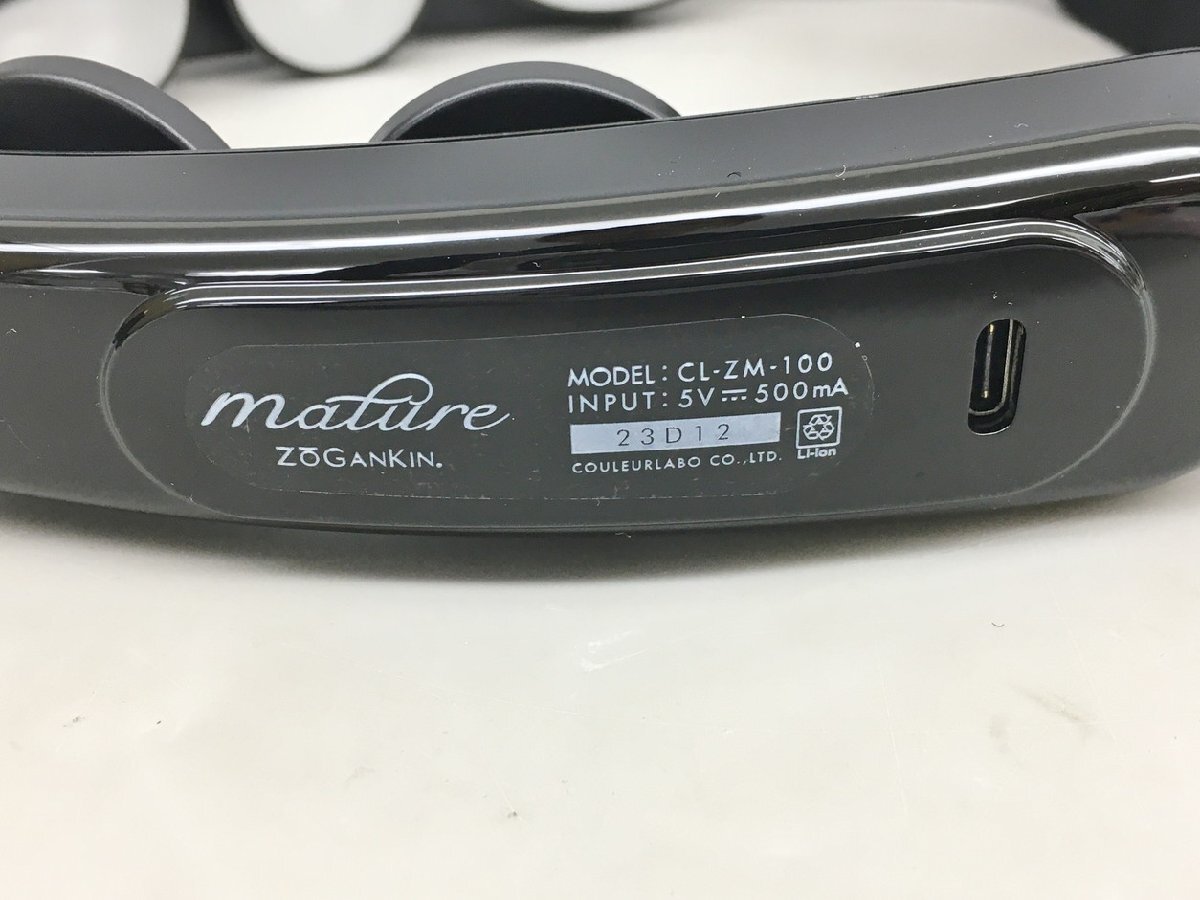 mature
ZŌGANKIN.
MODEL: CL-ZM-100
INPUT: 5V⎓500mA
23D12
COULEURLABO CO.,LTD.
Li-ion